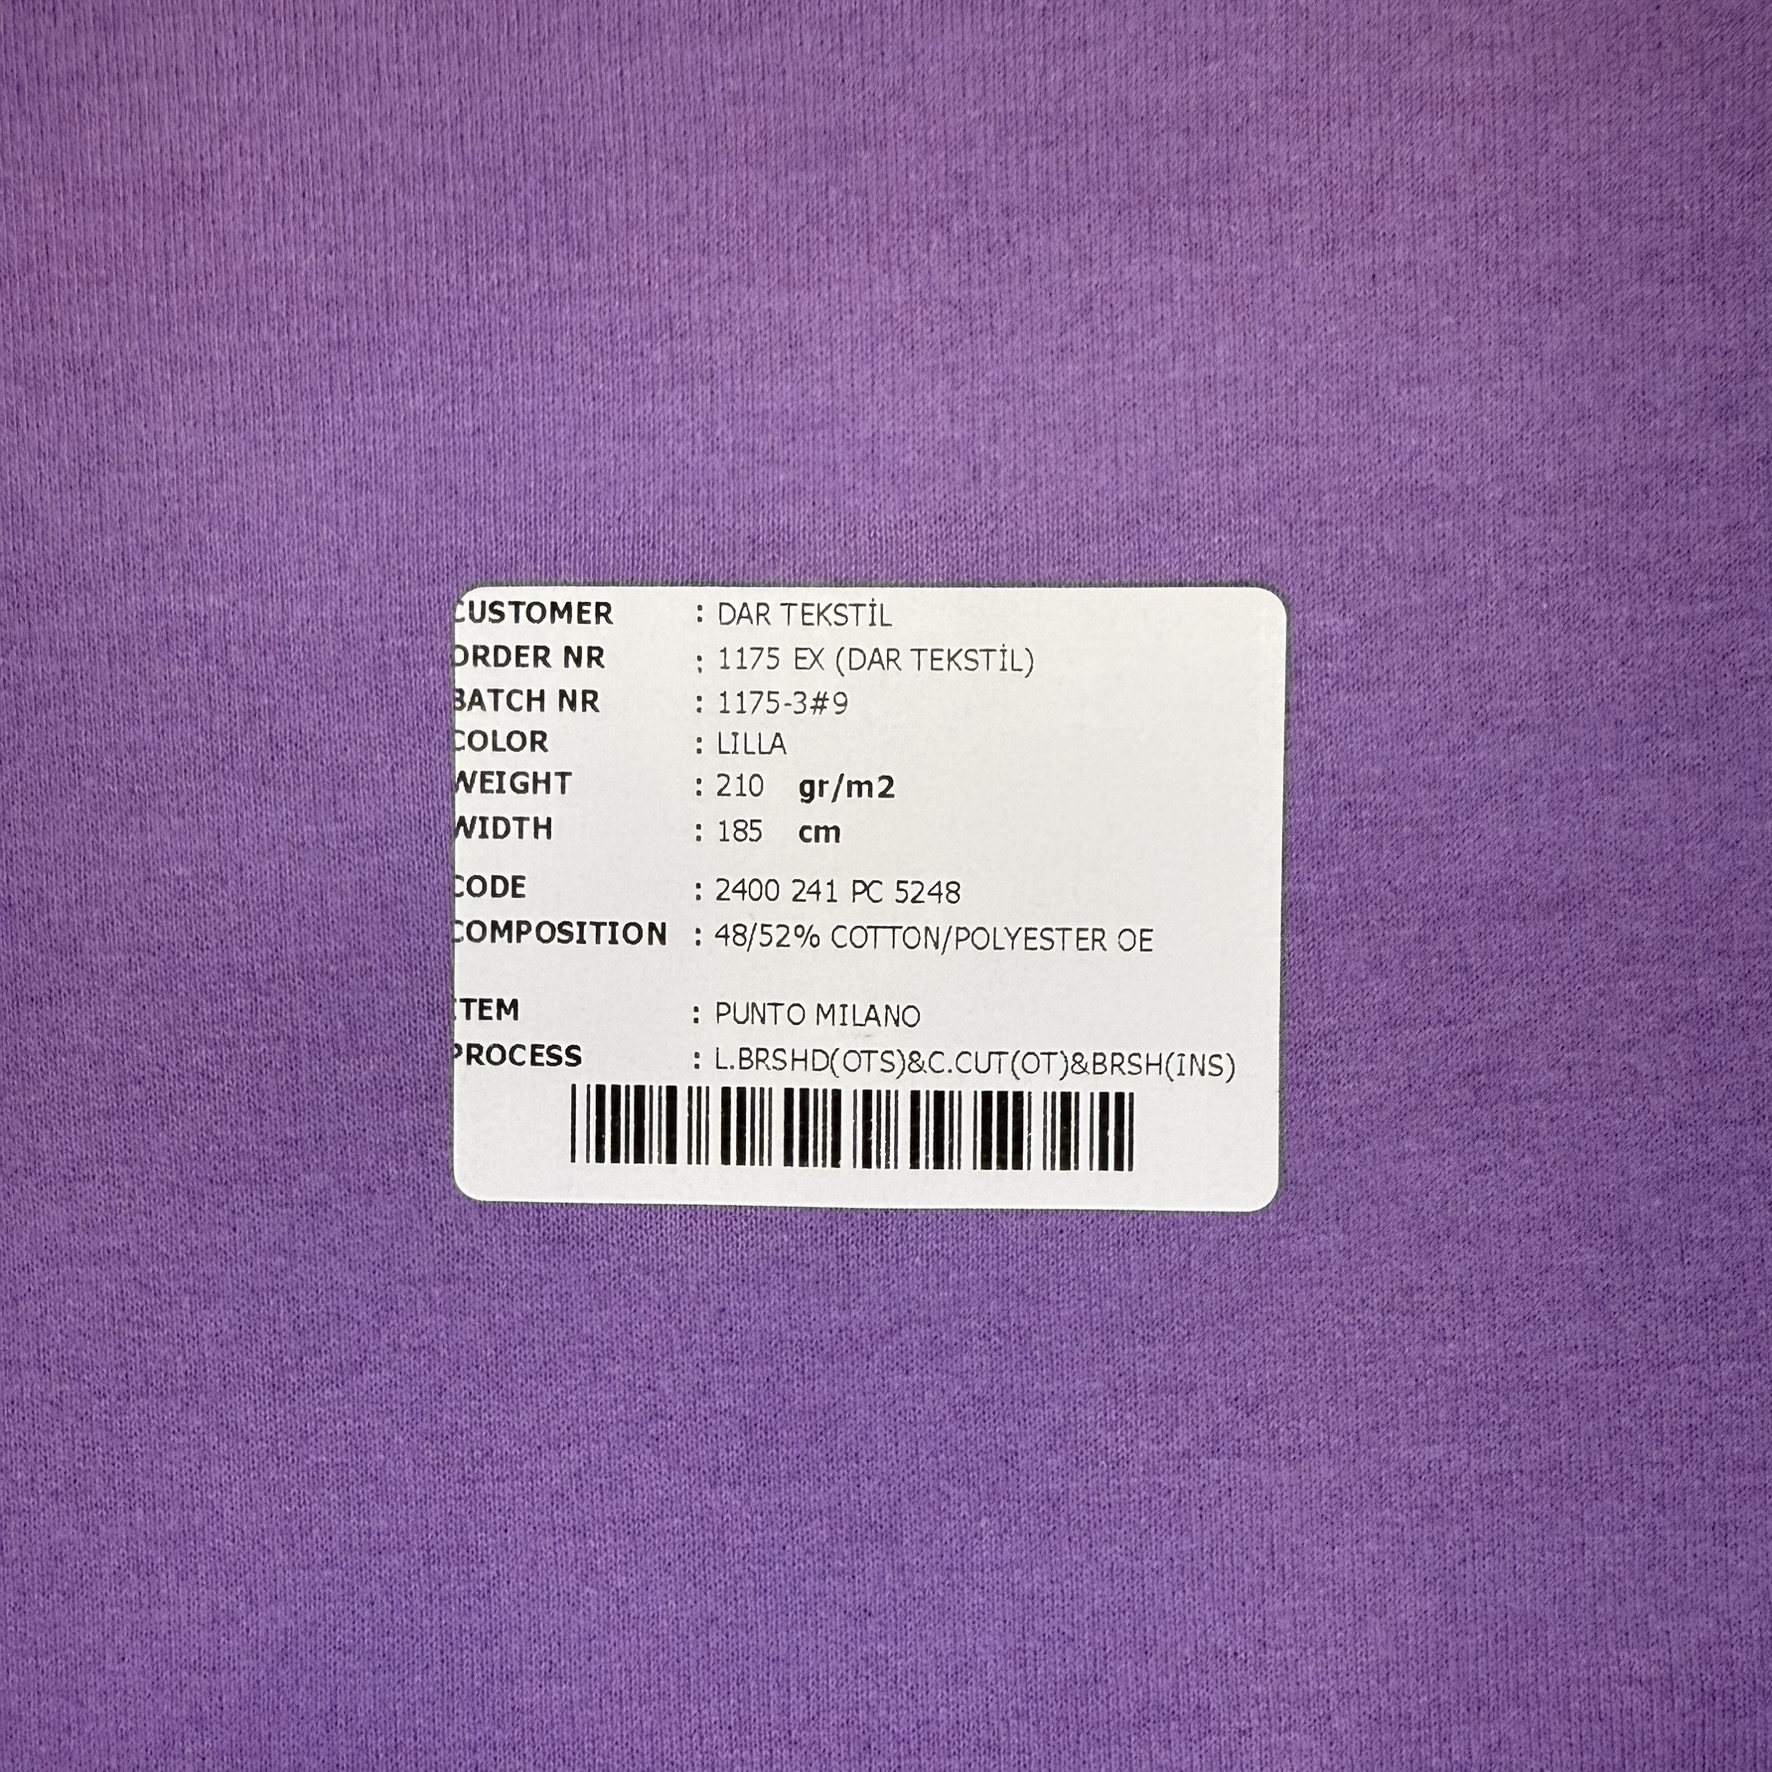 CUSTOMER : DAR TEKSTİL
ORDER NR : 1175 EX (DAR TEKSTİL)
BATCH NR : 1175-3#9
COLOR : LILLA
WEIGHT : 210 gr/m2
WIDTH : 185 cm
CODE : 2400 241 PC 5248
COMPOSITION : 48/52% COTTON/POLYESTER OE
ITEM : PUNTO MILANO
PROCESS : L.BRSHD(OTS)&C.CUT(OT)&BRSH(INS)